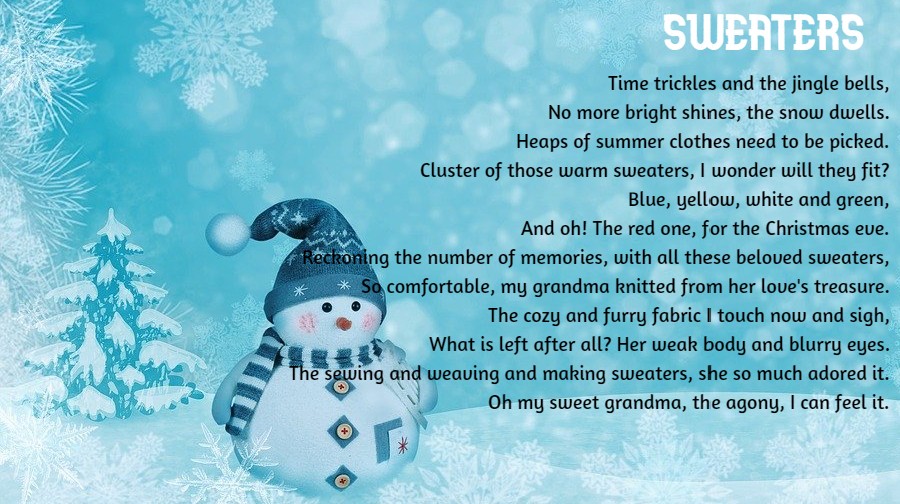 SWEATERS
Time trickles and the jingle bells,
No more bright shines, the snow dwells.
Heaps of summer clothes need to be picked.
Cluster of those warm sweaters, I wonder will they fit?
Blue, yellow, white and green,
And oh! The red one, for the Christmas eve.
Reckoning the number of memories, with all these beloved sweaters,
So comfortable, my grandma knitted from her love's treasure.
The cozy and furry fabric I touch now and sigh,
What is left after all? Her weak body and blurry eyes.
The sewing and weaving and making sweaters, she so much adored it.
Oh my sweet grandma, the agony, I can feel it.